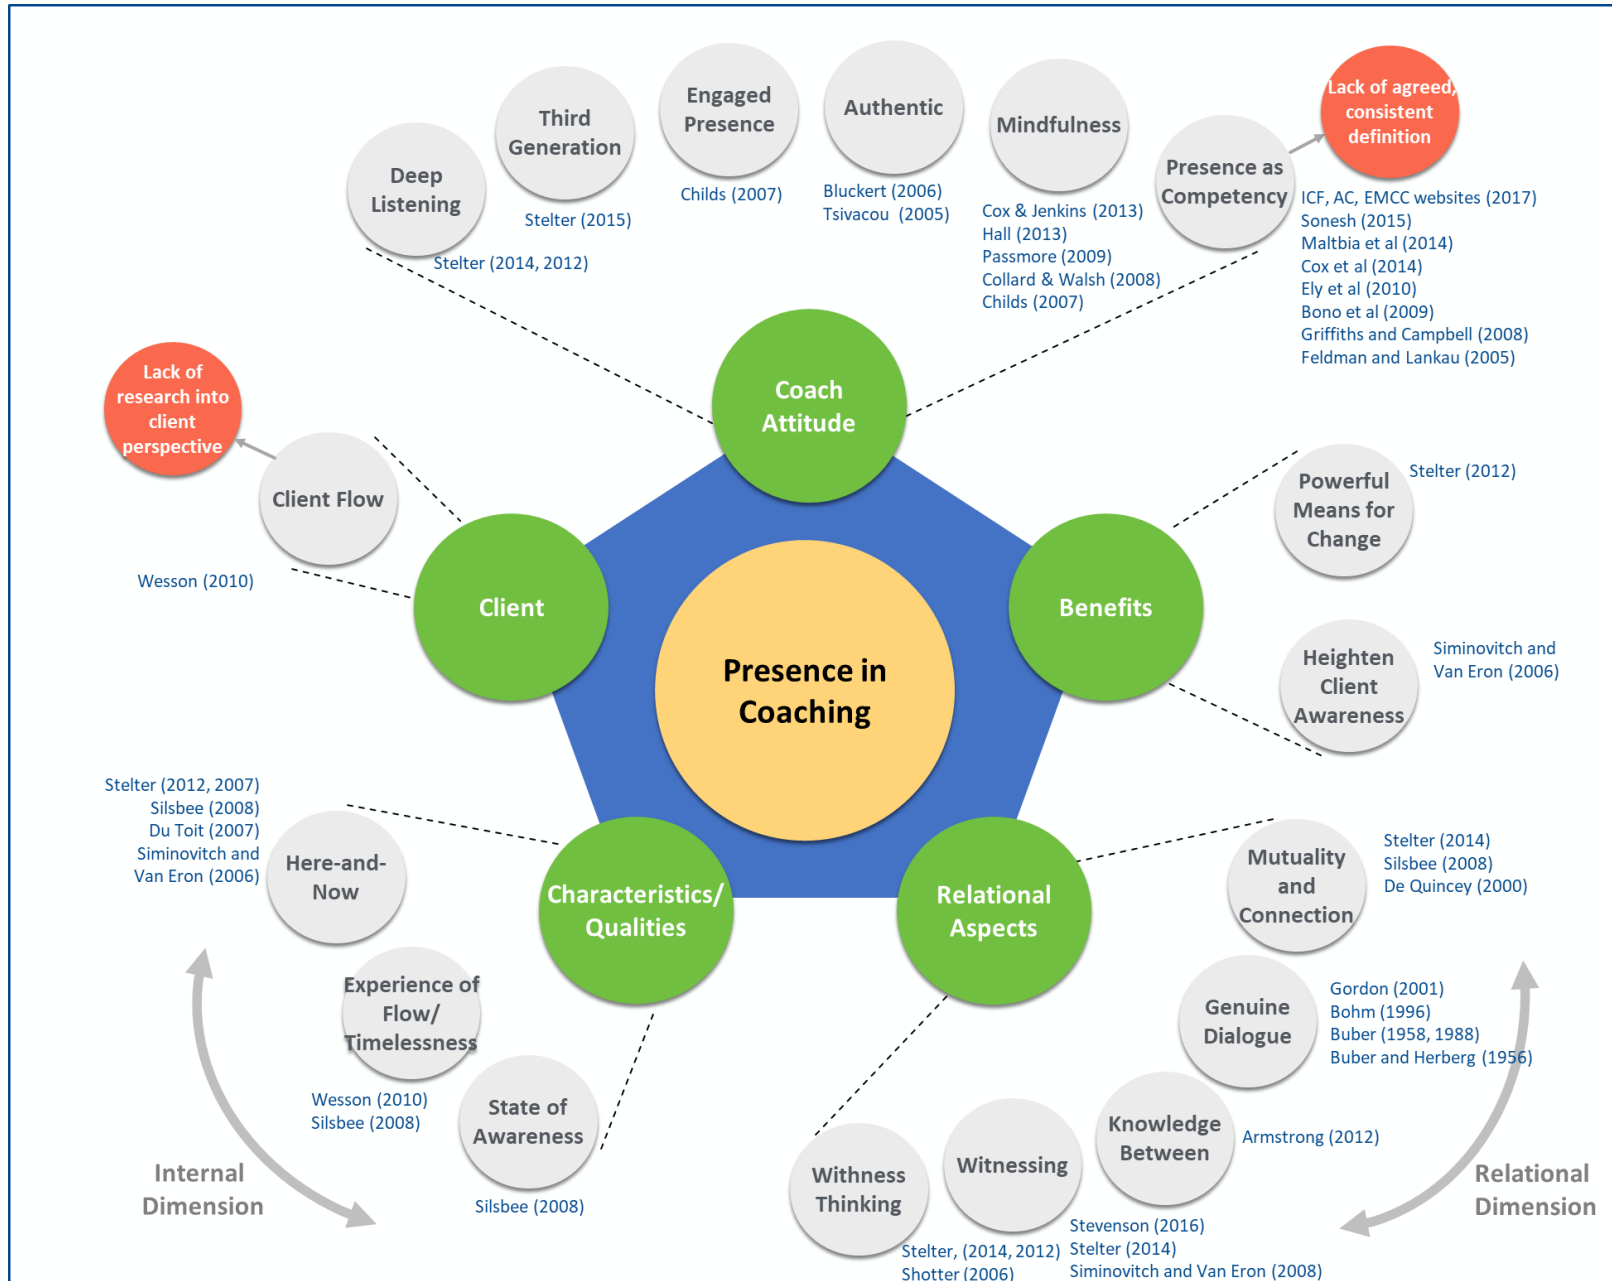 Deep
Listening
Stelter (2014, 2012)
Third
Generation
Stelter (2015)
Engaged
Presence
Childs (2007)
Authentic
Bluckert (2006)
Tsivacou (2005)
Mindfulness
Cox & Jenkins (2013)
Hall (2013)
Passmore (2009)
Collard & Walsh (2008)
Childs (2007)
Presence as
Competency
Lack of agreed,
consistent
definition
ICF, AC, EMCC websites (2017)
Sonesh (2015)
Maltbia et al (2014)
Cox et al (2014)
Ely et al (2010)
Bono et al (2009)
Griffiths and Campbell (2008)
Feldman and Lankau (2005)
Coach
Attitude
Lack of
research into
client
perspective
Client Flow
Wesson (2010)
Client
Benefits
Powerful
Means for
Change
Stelter (2012)
Heighten
Client
Awareness
Siminovitch and
Van Eron (2006)
Presence in
Coaching
Stelter (2012, 2007)
Silsbee (2008)
Du Toit (2007)
Siminovitch and
Van Eron (2006)
Here-and-
Now
Characteristics/
Qualities
Experience of
Flow/
Timelessness
Wesson (2010)
Silsbee (2008)
State of
Awareness
Silsbee (2008)
Internal
Dimension
Relational
Aspects
Mutuality
and
Connection
Stelter (2014)
Silsbee (2008)
De Quincey (2000)
Genuine
Dialogue
Gordon (2001)
Bohm (1996)
Buber (1958, 1988)
Buber and Herberg (1956)
Knowledge
Between
Armstrong (2012)
Witnessing
Stevenson (2016)
Stelter (2014)
Siminovitch and Van Eron (2008)
Withness
Thinking
Stelter, (2014, 2012)
Shotter (2006)
Relational
Dimension